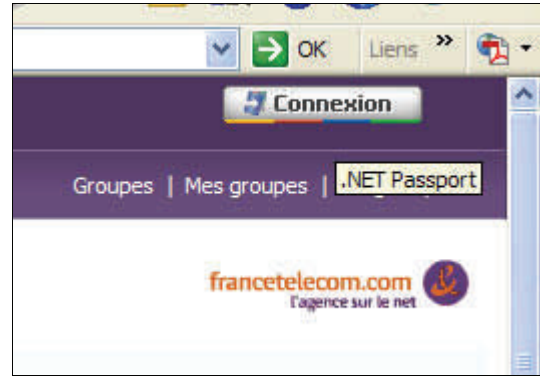 OK Liens »
Connexion
Groupes | Mes groupes |
.NET Passport
francetelecom.com
l'agence sur le net